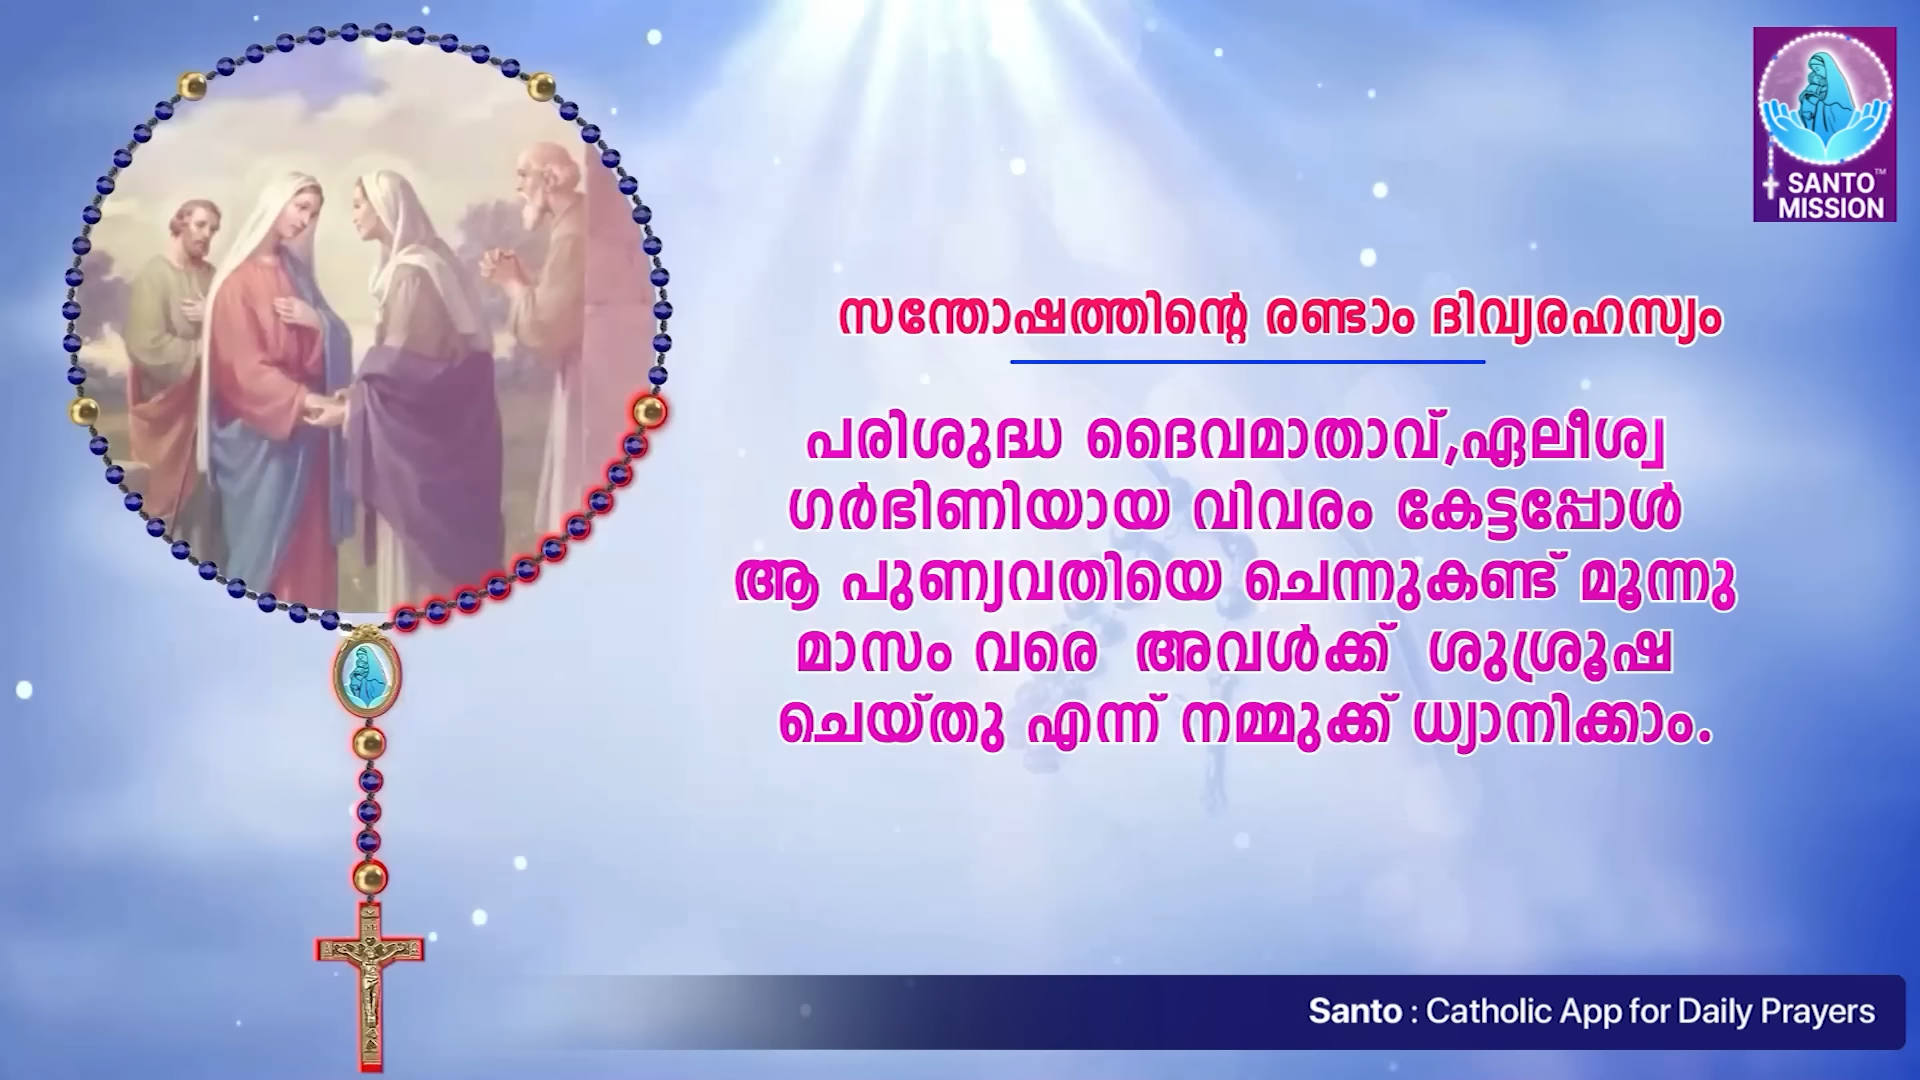 SANTO™
MISSION
സന്തോഷത്തിന്റെ രണ്ടാം ദിവ്യരഹസ്യം
പരിശുദ്ധ ദൈവമാതാവ്,ഏലീശ്വ
ഗർഭിണിയായ വിവരം കേട്ടപ്പോൾ
ആ പുണ്യവതിയെ ചെന്നുകണ്ട് മൂന്നു
മാസം വരെ അവൾക്ക് ശുശ്രൂഷ
ചെയ്തു എന്ന് നമ്മുക്ക് ധ്യാനിക്കാം.
Santo : Catholic App for Daily Prayers